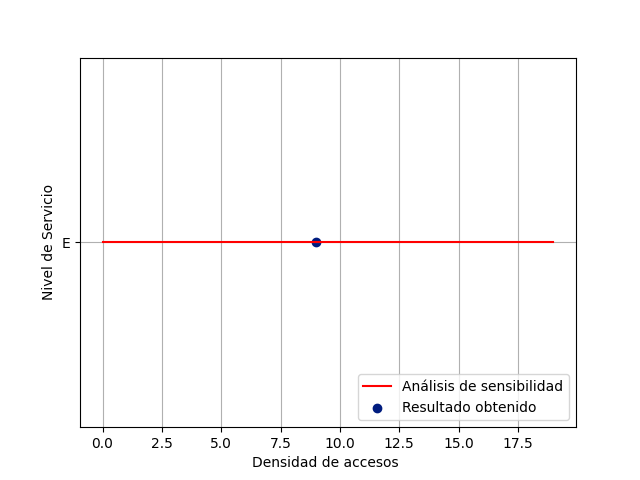 Nivel de Servicio
E
Análisis de sensibilidad
Resultado obtenido
0.0 2.5 5.0 7.5 10.0 12.5 15.0 17.5
Densidad de accesos